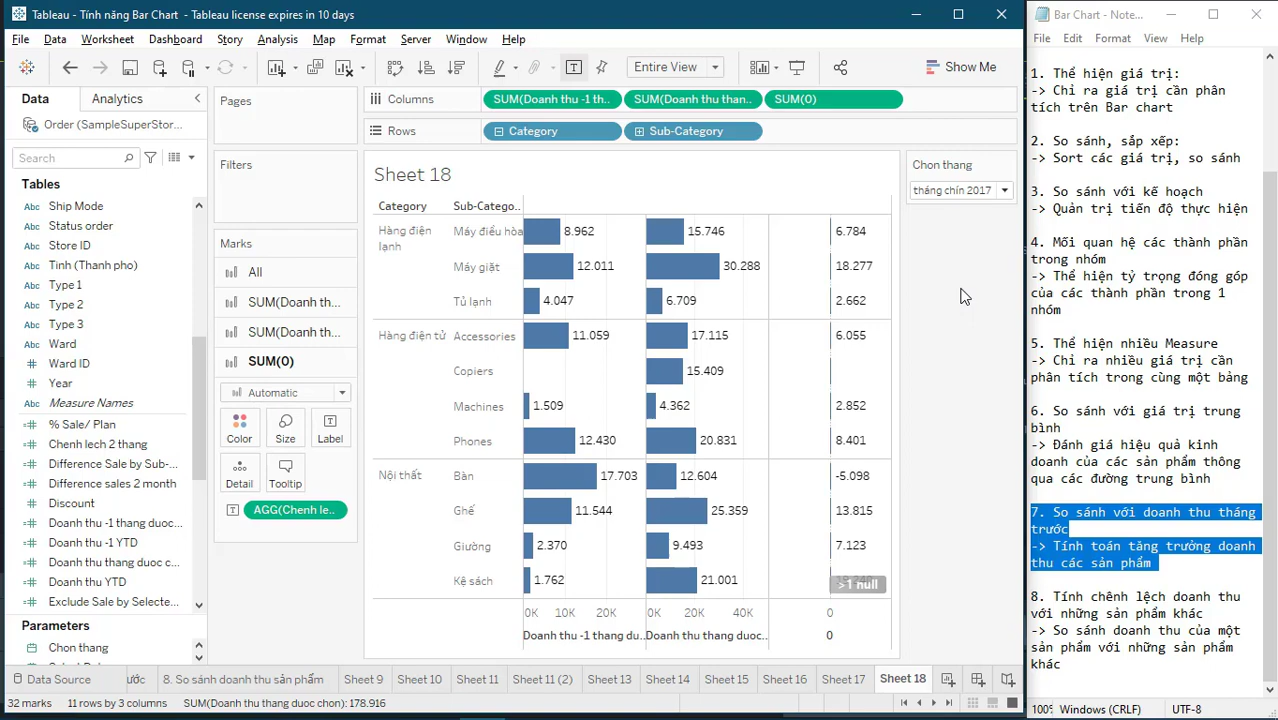 Tableau - Tính năng Bar Chart - Tableau license expires in 10 days
File Data Worksheet Dashboard Story Analysis Format Server Window Help
Entire View
Show Me
Data Analytics
Order (SampleSuperStor...
Search
Tables
Abc Ship Mode
Abc Status order
Abc Store ID
Abc Tinh (Thanh pho)
Abc Type 1
Abc Type 2
Abc Type 3
Abc Ward
# Ward ID
# Year
Abc Measure Names
% Sale/ Plan
Chenh lech 2 thang
Difference Sale by Sub-...
Difference sales 2 month
Discount
Doanh thu -1 thang duoc...
Doanh thu -1 YTD
Doanh thu thang duoc c...
Doanh thu YTD
Exclude Sale by Selecte...
Parameters
Chon thang
Pages
Filters
Marks
All
SUM(Doanh th...
SUM(Doanh th...
SUM(0)
Automatic
Color Size Label
Detail Tooltip
AGG(Chenh le..
Columns SUM(Doanh thu -1 th.. SUM(Doanh thu than.. SUM(0)
Rows Category Sub-Category
Sheet 18
Category Sub-Catego..
Hàng điện lạnh Máy điều hòa 8.962 15.746 6.784
Máy giặt 12.011 30.288 18.277
Tủ lạnh 4.047 6.709 2.662
Hàng điện tử Accessories 11.059 17.115 6.055
Copiers 15.409
Machines 1.509 4.362 2.852
Phones 12.430 20.831 8.401
Nội thất Bàn 17.703 12.604 -5.098
Ghế 11.544 25.359 13.815
Giường 2.370 9.493 7.123
Kệ sách 1.762 21.001
>1 null
0K 10K 20K 0K 20K 40K 0
Doanh thu -1 thang du.. Doanh thu thang duoc.. 0
Chon thang
tháng chín 2017
Data Source ước 8. So sánh doanh thu sản phẩm Sheet 9 Sheet 10 Sheet 11 Sheet 11 (2) Sheet 13 Sheet 14 Sheet 15 Sheet 16 Sheet 17 Sheet 18
32 marks 11 rows by 3 columns SUM(Doanh thu thang duoc chon): 178.916
Bar Chart - Note...
File Edit Format View Help
1. Thể hiện giá trị:
-> Chỉ ra giá trị cần
phân tích trên Bar chart
2. So sánh, sắp xếp:
-> Sort các giá trị, so sánh
3. So sánh với kế hoạch
-> Quản trị tiến độ thực hiện
4. Mối quan hệ các thành phần
trong nhóm
-> Thể hiện tỷ trọng đóng góp
của các thành phần trong 1
nhóm
5. Thể hiện nhiều Measure
-> Chỉ ra nhiều giá trị cần
phân tích trong cùng một bảng
6. So sánh với giá trị trung
bình
-> Đánh giá hiệu quả kinh
doanh của các sản phẩm thông
qua các đường trung bình
7. So sánh với doanh thu tháng
trước
-> Tính toán tăng trưởng doanh
thu các sản phẩm
8. Tính chênh lệch doanh thu
với những sản phẩm khác
-> So sánh doanh thu của một
sản phẩm với những sản phẩm
khác
100% Windows (CRLF) UTF-8